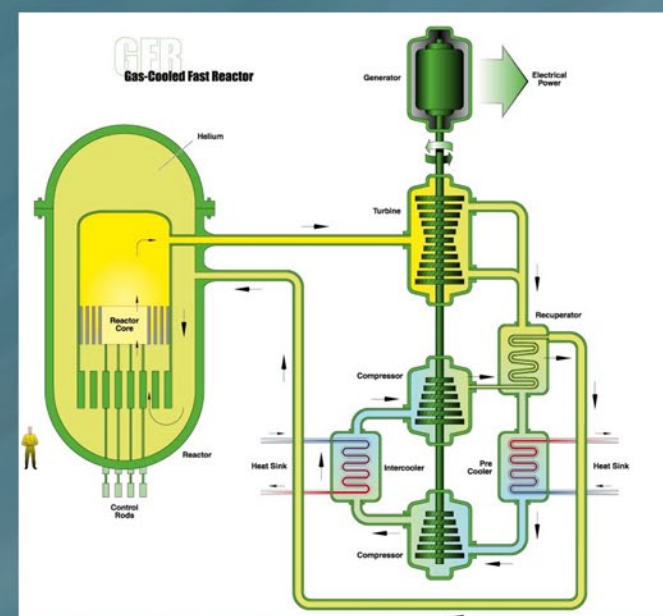 GFR
Gas-Cooled Fast Reactor
Helium
Generator
Electrical
Power
Turbine
Reactor
Core
Recuperator
Compressor
Reactor
Heat Sink
Intercooler
Pre
Cooler
Heat Sink
Control
Rods
Compressor